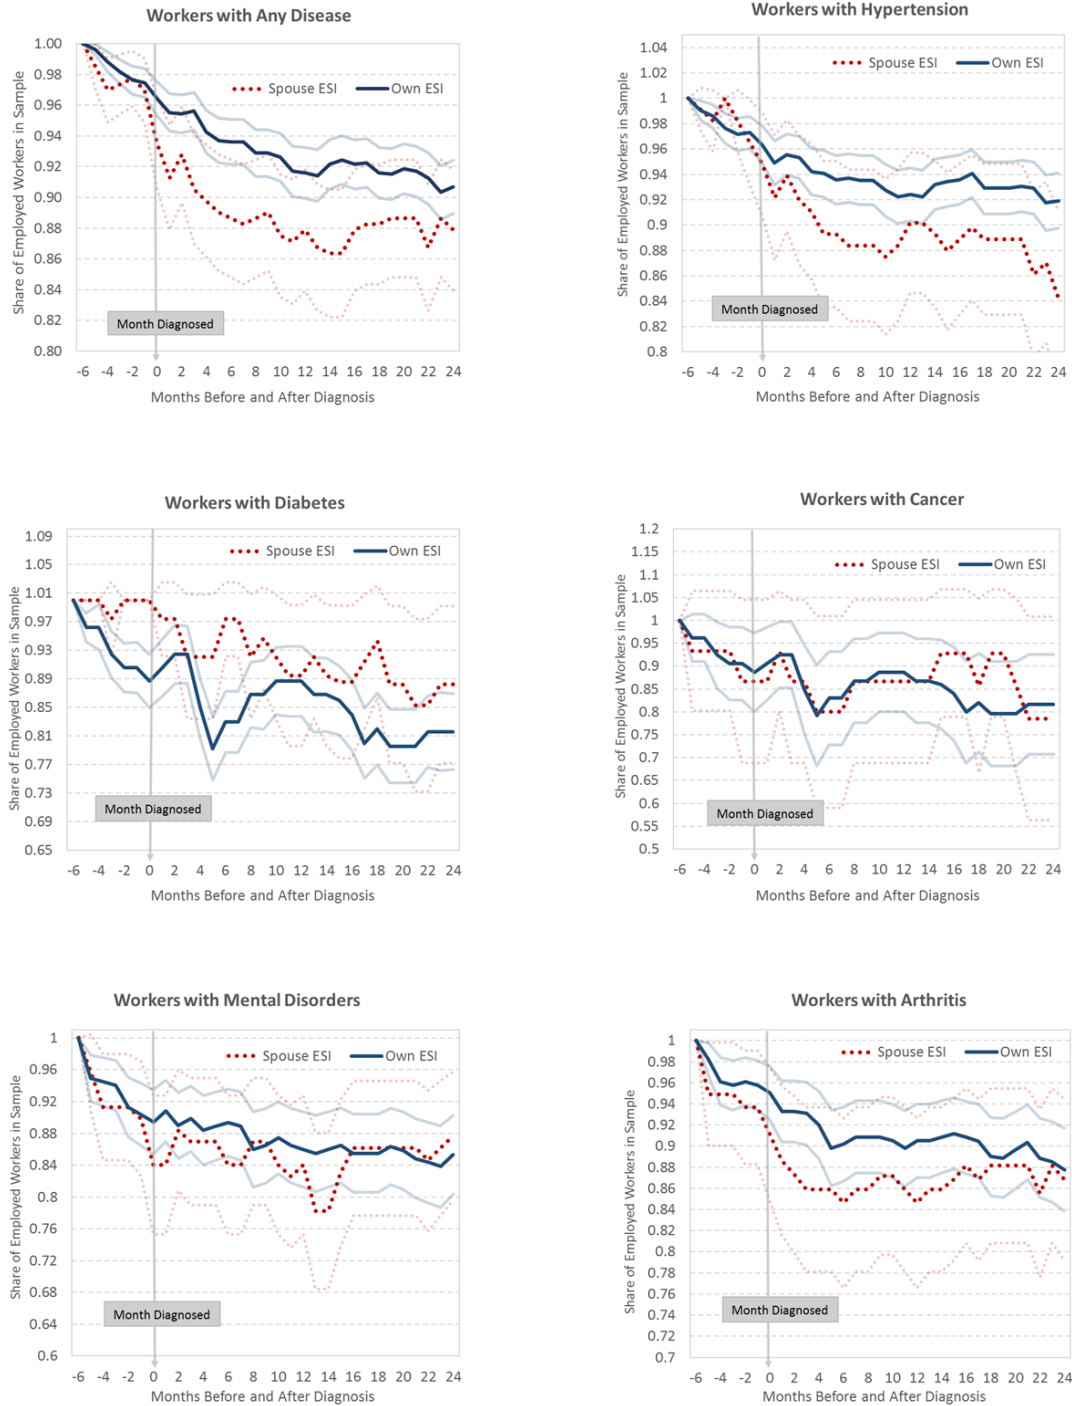 Workers with Any Disease
Share of Employed Workers in Sample
1.00
0.98
0.96
0.94
0.92
0.90
0.88
0.86
0.84
0.82
0.80
Spouse ESI
Own ESI
Month Diagnosed
-6 -4 -2 0 2 4 6 8 10 12 14 16 18 20 22 24
Months Before and After Diagnosis
Workers with Hypertension
Share of Employed Workers in Sample
1.04
1.02
1
0.98
0.96
0.94
0.92
0.9
0.88
0.86
0.84
0.82
0.8
Spouse ESI
Own ESI
Month Diagnosed
-6 -4 -2 0 2 4 6 8 10 12 14 16 18 20 22 24
Months Before and After Diagnosis
Workers with Diabetes
Share of Employed Workers in Sample
1.09
1.05
1.01
0.97
0.93
0.89
0.85
0.81
0.77
0.73
0.69
0.65
Spouse ESI
Own ESI
Month Diagnosed
-6 -4 -2 0 2 4 6 8 10 12 14 16 18 20 22 24
Months Before and After Diagnosis
Workers with Cancer
Share of Employed Workers in Sample
1.2
1.15
1.1
1.05
1
0.95
0.9
0.85
0.8
0.75
0.7
0.65
0.6
0.55
0.5
Spouse ESI
Own ESI
Month Diagnosed
-6 -4 -2 0 2 4 6 8 10 12 14 16 18 20 22 24
Months Before and After Diagnosis
Workers with Mental Disorders
Share of Employed Workers in Sample
1
0.96
0.92
0.88
0.84
0.8
0.76
0.72
0.68
0.64
0.6
Spouse ESI
Own ESI
Month Diagnosed
-6 -4 -2 0 2 4 6 8 10 12 14 16 18 20 22 24
Months Before and After Diagnosis
Workers with Arthritis
Share of Employed Workers in Sample
1
0.98
0.96
0.94
0.92
0.9
0.88
0.86
0.84
0.82
0.8
0.78
0.76
0.74
0.72
0.7
Spouse ESI
Own ESI
Month Diagnosed
-6 -4 -2 0 2 4 6 8 10 12 14 16 18 20 22 24
Months Before and After Diagnosis